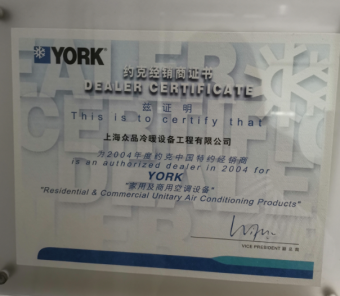 YORK
约克经销商证书
DEALER CERTIFICATE
兹证明
This is to certify that
上海众品冷暖设备工程有限公司
为2004年度约克中国特约经销商
is an authorized dealer in 2004 for
YORK
"家用及商用空调设备"
"Residential & Commercial Unitary Air Conditioning Products"
VICE PRESIDENT